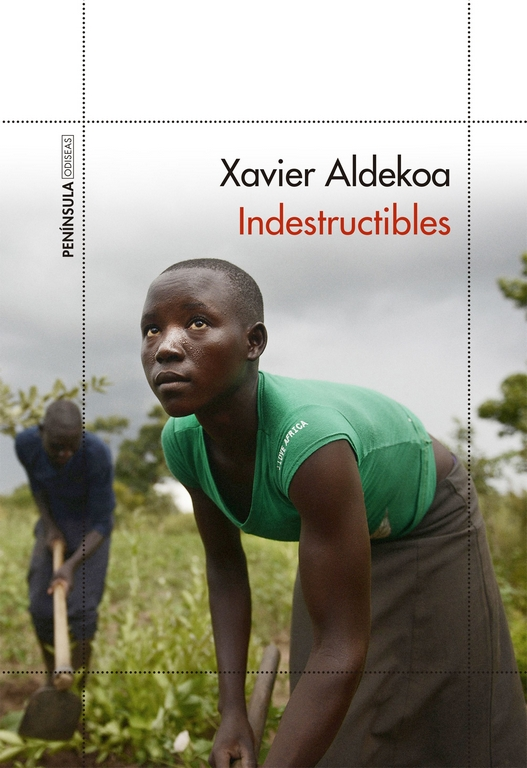 Xavier Aldekoa
Indestructibles
PENÍNSULA ODISEAS
I LOVE AFRICA